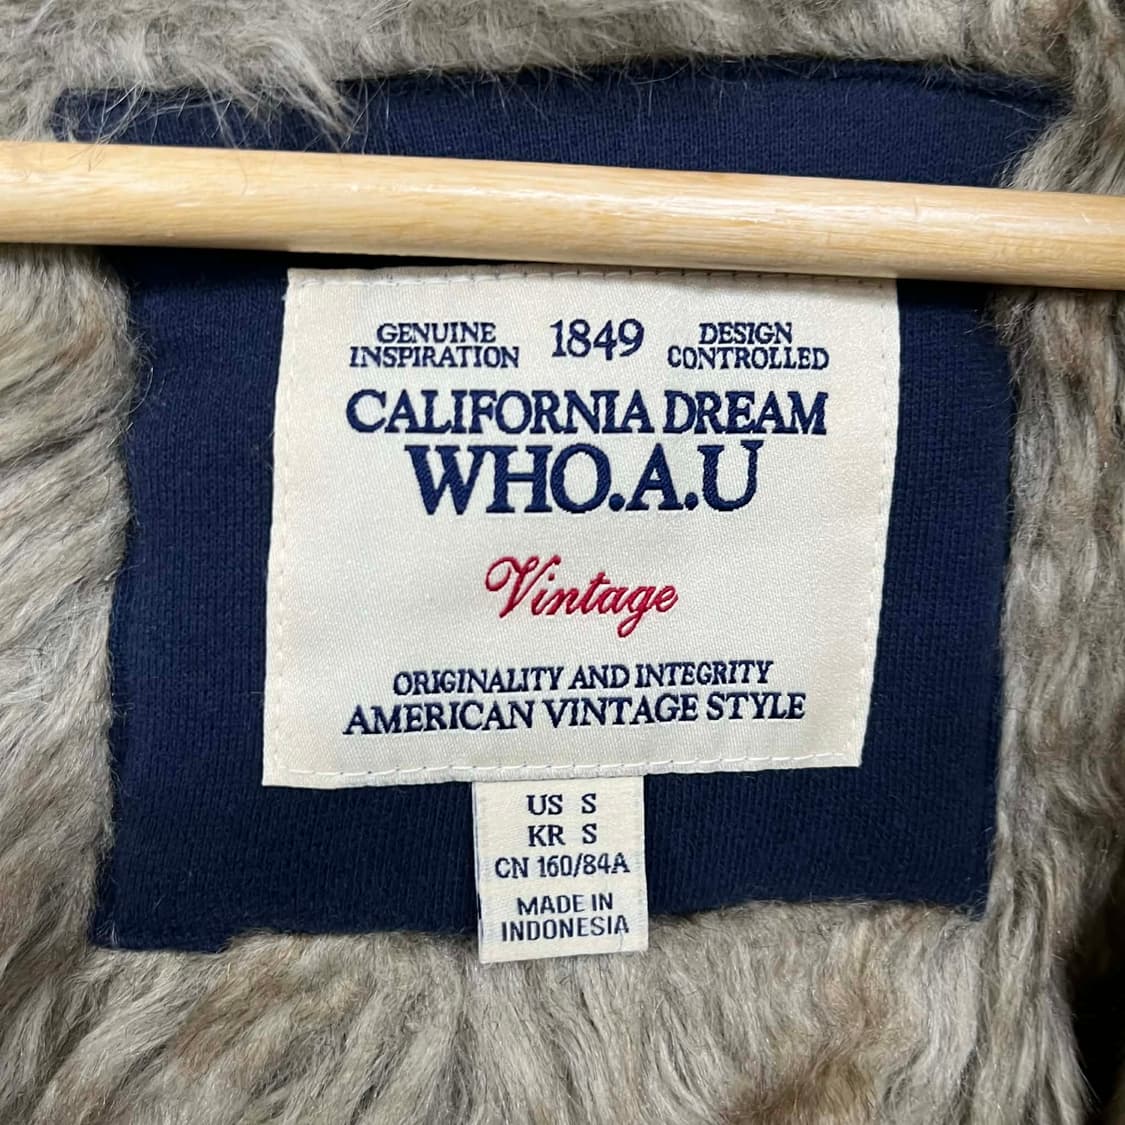 GENUINE INSPIRATION
1849
DESIGN CONTROLLED
CALIFORNIA DREAM
WHO.A.U
Vintage
ORIGINALITY AND INTEGRITY
AMERICAN VINTAGE STYLE
US S
KR S
CN 160/84A
MADE IN
INDONESIA